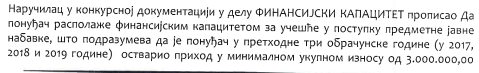 Наручилац у конкурсној документацији у делу ФИНАНСИЈСКИ КАПАЦИТЕТ прописао Да
понуђач располаже финансијским капацитетом за учешће у поступку предметне јавне
набавке, што подразумева да је понуђач у претходне три обрачунске године (у 2017,
2018 и 2019 години) остварио приход у минималном укупном износу од 3.000.000,00